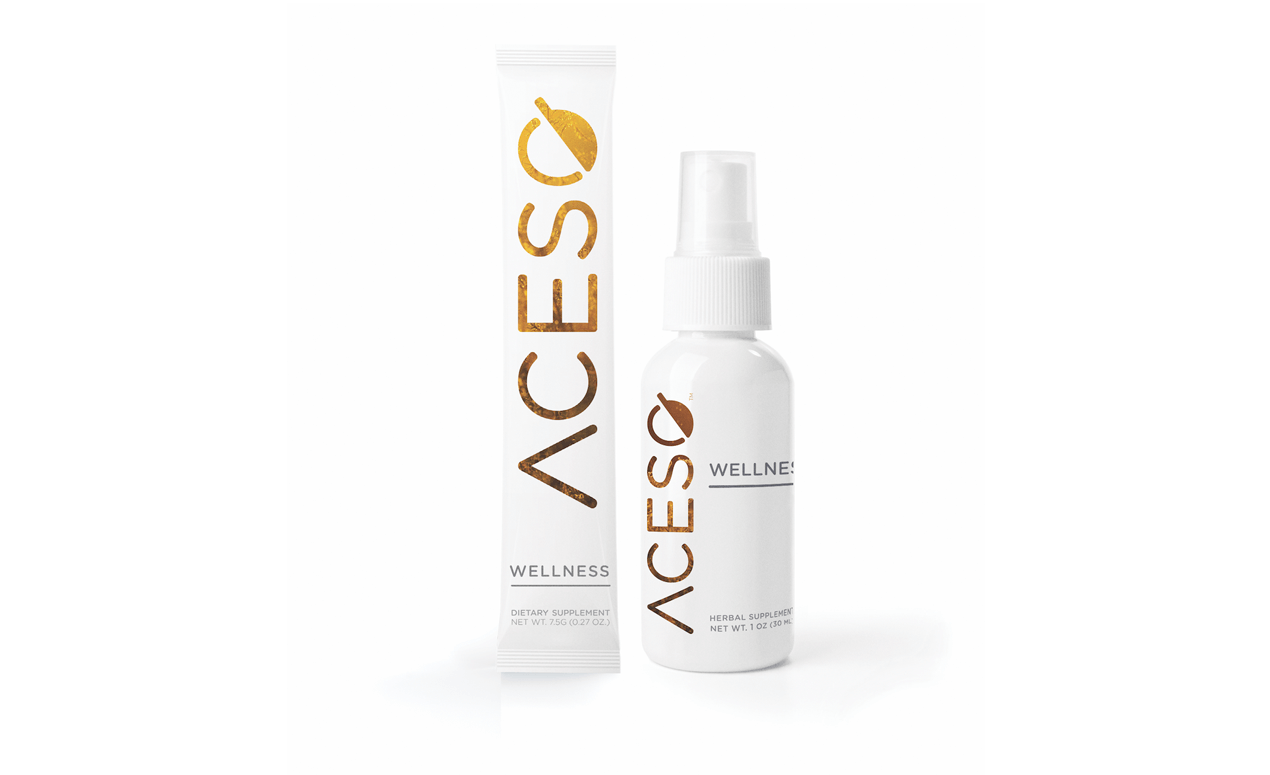 ACESO
WELLNESS
DIETARY SUPPLEMENT
NET WT. 7.5G (0.27 OZ.)
ACESO™
WELLNES
HERBAL SUPPLEMENT
NET WT. 1 OZ (30 ML